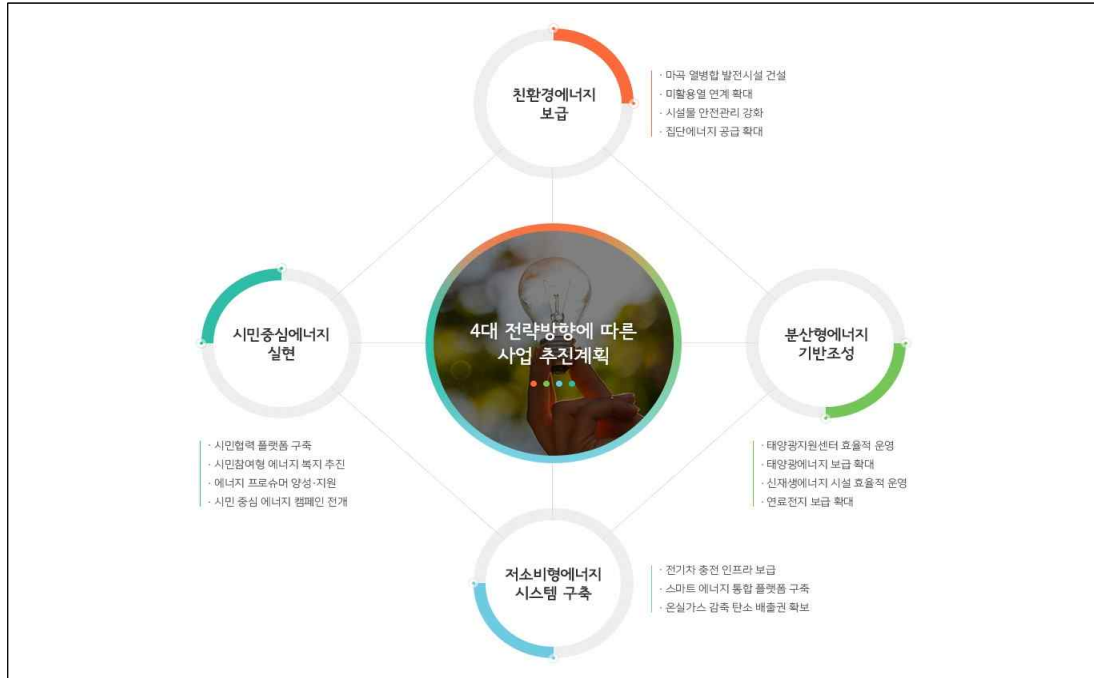 친환경에너지
보급
· 마곡 열병합 발전시설 건설
· 미활용열 연계 확대
· 시설물 안전관리 강화
· 집단에너지 공급 확대
4대 전략방향에 따른
사업 추진계획
시민중심에너지
실현
· 시민협력 플랫폼 구축
· 시민참여형 에너지 복지 추진
· 에너지 프로슈머 양성·지원
· 시민 중심 에너지 캠페인 전개
분산형에너지
기반조성
· 태양광지원센터 효율적 운영
· 태양광에너지 보급 확대
· 신재생에너지 시설 효율적 운영
· 연료전지 보급 확대
저소비형에너지
시스템 구축
· 전기차 충전 인프라 보급
· 스마트 에너지 통합 플랫폼 구축
· 온실가스 감축 탄소 배출권 확보